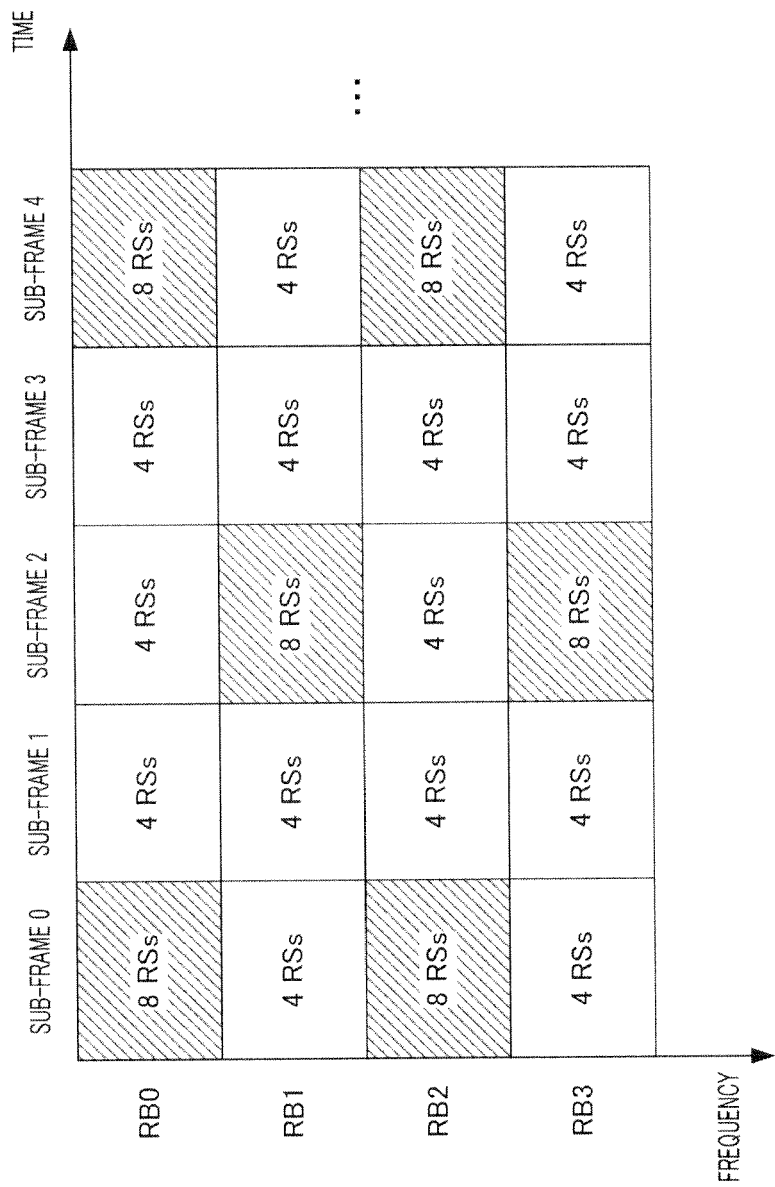 SUB-FRAME 0 SUB-FRAME 1 SUB-FRAME 2 SUB-FRAME 3 SUB-FRAME 4 TIME
RB0 8 RSs 4 RSs 4 RSs 4 RSs 8 RSs
RB1 4 RSs 4 RSs 8 RSs 4 RSs 4 RSs
RB2 8 RSs 4 RSs 4 RSs 4 RSs 8 RSs ...
RB3 4 RSs 4 RSs 8 RSs 4 RSs 4 RSs
FREQUENCY